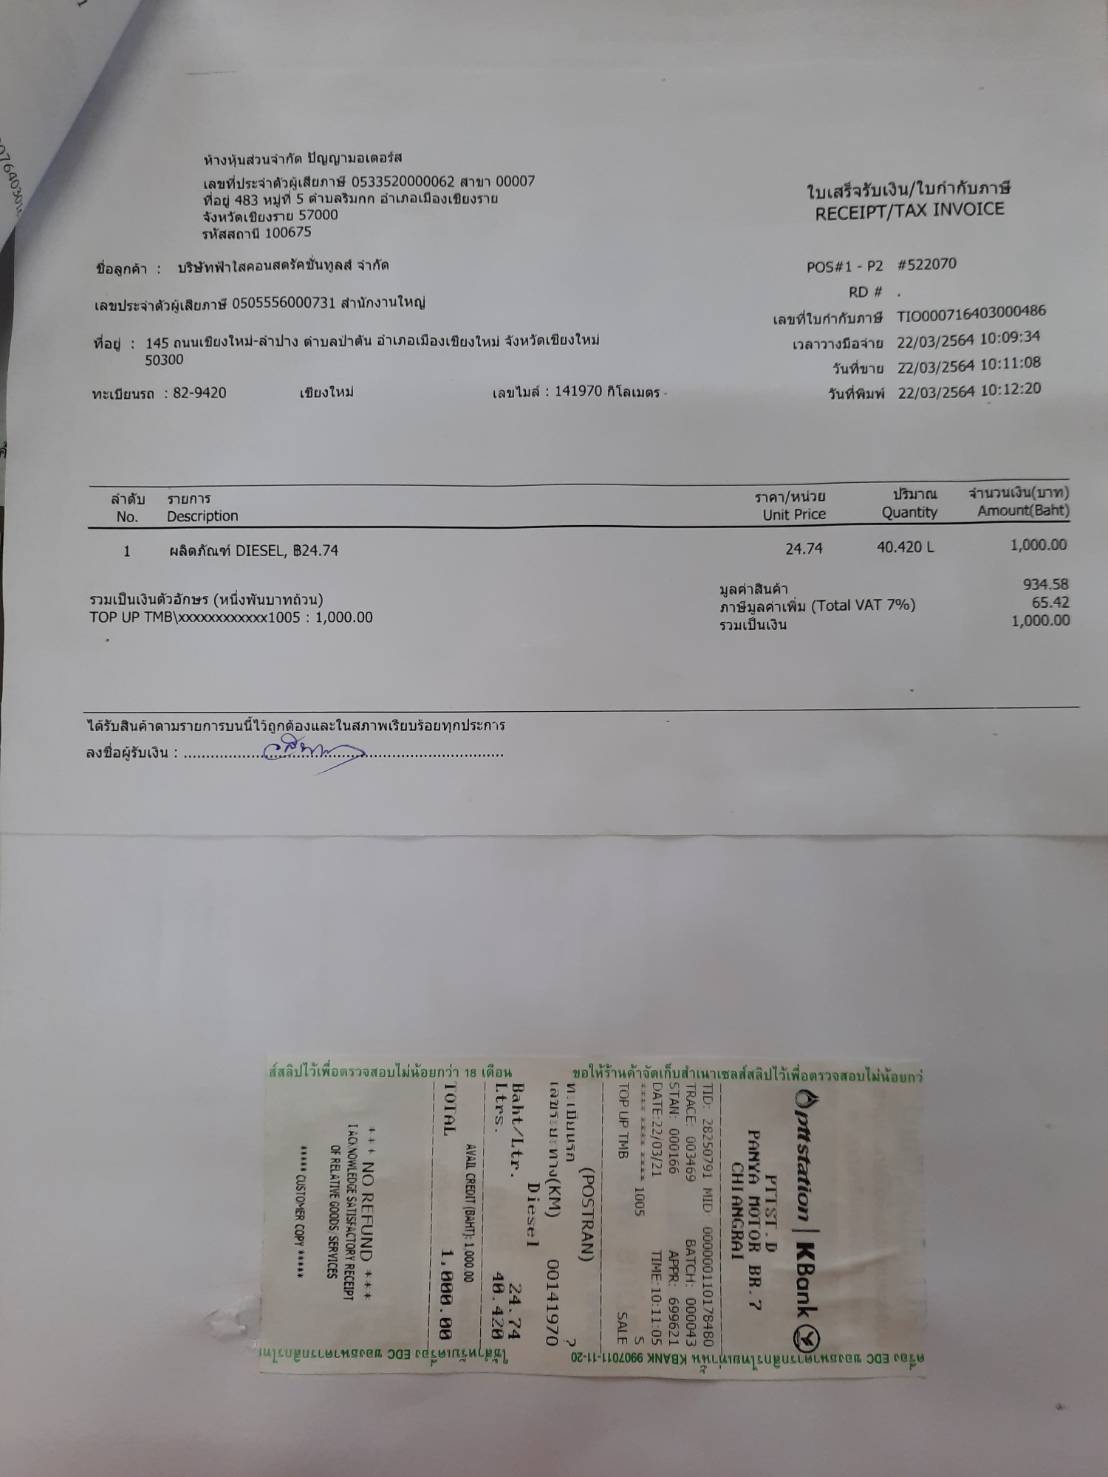 ห้างหุ้นส่วนจำกัด ปัญญามอเตอร์ส
เลขที่ประจำตัวผู้เสียภาษี 0533520000062 สาขา 00007
ที่อยู่ 483 หมู่ที่ 5 ตำบลริมกก อำเภอเมืองเชียงราย
จังหวัดเชียงราย 57000
รหัสสถานี 100675
ใบเสร็จรับเงิน/ใบกำกับภาษี
RECEIPT/TAX INVOICE
ชื่อลูกค้า : บริษัทฟ้าใสคอนสตรัคชั่นทูลส์ จำกัด
เลขประจำตัวผู้เสียภาษี 0505556000731 สำนักงานใหญ่
ที่อยู่ : 145 ถนนเชียงใหม่-ลำปาง ตำบลป่าตัน อำเภอเมืองเชียงใหม่ จังหวัดเชียงใหม่
50300
ทะเบียนรถ : 82-9420 เชียงใหม่ เลขไมล์ : 141970 กิโลเมตร
POS#1 - P2 #522070
RD # .
เลขที่ใบกำกับภาษี TIO000716403000486
เวลาวางมือจ่าย 22/03/2564 10:09:34
วันที่ขาย 22/03/2564 10:11:08
วันที่พิมพ์ 22/03/2564 10:12:20
ลำดับ รายการ ราคา/หน่วย ปริมาณ จำนวนเงิน(บาท)
No. Description Unit Price Quantity Amount(Baht)
1 ผลิตภัณฑ์ DIESEL, ฿24.74 24.74 40.420 L 1,000.00
มูลค่าสินค้า 934.58
รวมเป็นเงินตัวอักษร (หนึ่งพันบาทถ้วน) ภาษีมูลค่าเพิ่ม (Total VAT 7%) 65.42
TOP UP TMB\xxxxxxxxxxxx1005 : 1,000.00 รวมเป็นเงิน 1,000.00
ได้รับสินค้าตามรายการบนนี้ไว้ถูกต้องและในสภาพเรียบร้อยทุกประการ
ลงชื่อผู้รับเงิน :
ส์สลิปไว้เพื่อตรวจสอบไม่น้อยกว่า 18 เดือน ขอให้ร้านค้าจัดเก็บสำเนาเซลส์สลิปไว้เพื่อตรวจสอบไม่น้อยกว่
pttstation | KBank
PTTST.D
PANYA MOTOR BR.7
CHIANGRAI
TID: 28250791 MID 000000110178480
TRACE: 003469 BATCH: 000043
STAN: 000166 APPR: 699621
DATE:22/03/21 TIME:10:11:05
**** **** **** 1005 S
TOP UP TMB SALE
(POSTRAN)
ทะเบียนรถ ?
เลขระยะทาง(KM) 00141970
Diesel
Baht/Ltr. 24.74
Ltrs. 40.420
AVAIL CREDIT (BAHT): 1,000.00
TOTAL 1,000.00
*** NO REFUND ***
I ACKNOWLEDGE SATISFACTORY RECEIPT
OF RELATIVE GOODS/SERVICES
***** CUSTOMER COPY *****
ครื่อง EDC ของธนาคารกสิกรไทยเท่านั้น KBANK 9907011-11-20 ใช้สำหรับเครื่อง EDC ของธนาคารกสิกรไท